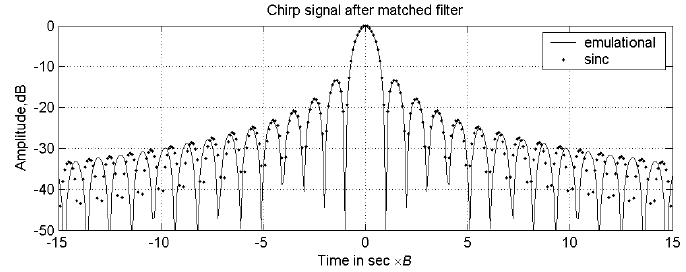 Chirp signal after matched filter
Amplitude,dB
0
-10
-20
-30
-40
-50
emulational
sinc
-15
-10
-5
0
5
10
15
Time in sec ×B